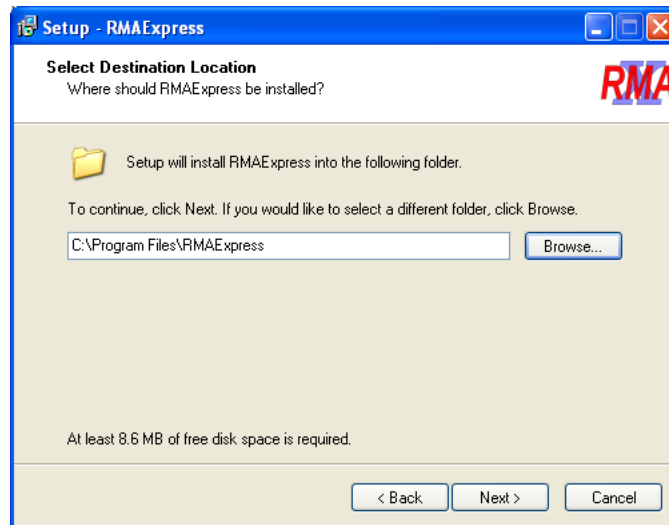 Setup - RMAExpress
Select Destination Location
Where should RMAExpress be installed?
RMA
Setup will install RMAExpress into the following folder.
To continue, click Next. If you would like to select a different folder, click Browse.
C:\Program Files\RMAExpress
Browse...
At least 8.6 MB of free disk space is required.
< Back
Next >
Cancel